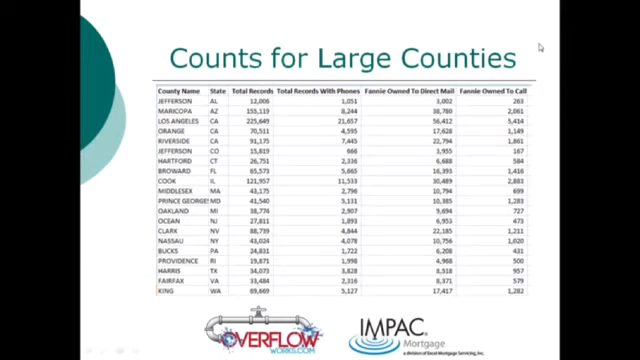 Counts for Large Counties
County Name State Total Records Total Records With Phones Fannie Owned To Direct Mail Fannie Owned To Call
JEFFERSON AL 12,006 1,051 3,002 263
MARICOPA AZ 155,119 8,244 38,780 2,061
LOS ANGELES CA 225,649 21,657 56,412 5,414
ORANGE CA 70,511 4,595 17,628 1,149
RIVERSIDE CA 91,175 7,445 22,794 1,861
JEFFERSON CO 15,819 666 3,955 167
HARTFORD CT 26,751 2,336 6,688 584
BROWARD FL 65,573 5,665 16,393 1,416
COOK IL 121,957 11,533 30,489 2,883
MIDDLESEX MA 43,175 2,796 10,794 699
PRINCE GEORGES MD 41,540 5,131 10,385 1,283
OAKLAND MI 38,774 2,907 9,694 727
OCEAN NJ 27,811 1,893 6,953 473
CLARK NV 88,739 4,844 22,185 1,211
NASSAU NY 43,024 4,078 10,756 1,020
BUCKS PA 24,831 1,722 6,208 431
PROVIDENCE RI 19,871 1,998 4,968 500
HARRIS TX 34,073 3,828 8,518 957
FAIRFAX VA 33,484 2,316 8,371 579
KING WA 69,669 5,127 17,417 1,282
OVERFLOW
WORKS.COM
IMPAC
Mortgage
a division of Excel Mortgage Servicing, Inc.